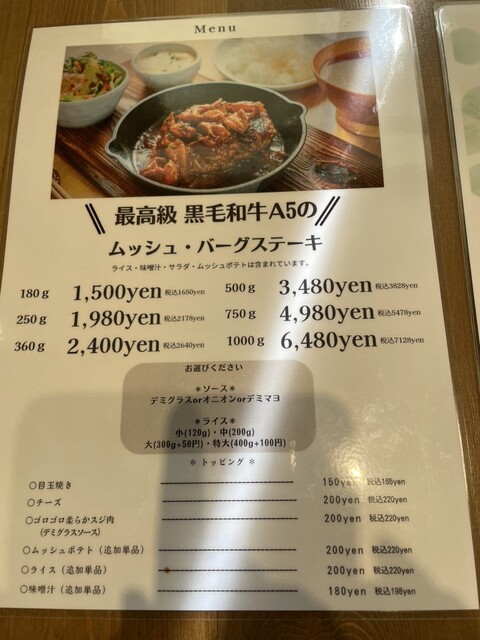 Menu
最高級 黒毛和牛A5の
ムッシュ・バーグステーキ
ライス・味噌汁・サラダ・ムッシュポテトは含まれています。
180g 1,500yen 税込1650yen
250g 1,980yen 税込2178yen
360g 2,400yen 税込2640yen
500g 3,480yen 税込3828yen
750g 4,980yen 税込5478yen
1000g 6,480yen 税込7128yen
お選びください
＊ソース＊
デミグラスorオニオンorデミマヨ
＊ライス＊
小(120g)・中(200g)
大(300g+50円)・特大(400g+100円)
＊ トッピング ＊
○目玉焼き 150yen 税込165yen
○チーズ 200yen 税込220yen
○ゴロゴロ柔らかスジ肉 200yen 税込220yen
(デミグラスソース)
○ムッシュポテト（追加単品） 200yen 税込220yen
○ライス（追加単品） 200yen 税込220yen
○味噌汁（追加単品） 180yen 税込198yen